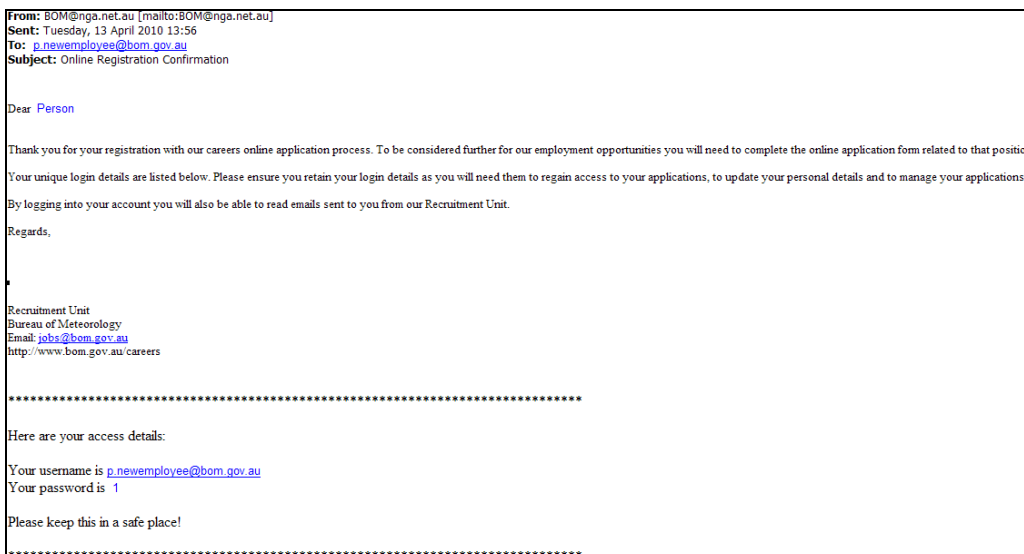 From: BOM@nga.net.au [mailto:BOM@nga.net.au]
Sent: Tuesday, 13 April 2010 13:56
To: p.newemployee@bom.gov.au
Subject: Online Registration Confirmation
Dear Person
Thank you for your registration with our careers online application process. To be considered further for our employment opportunities you will need to complete the online application form related to that positio
Your unique login details are listed below. Please ensure you retain your login details as you will need them to regain access to your applications, to update your personal details and to manage your applications
By logging into your account you will also be able to read emails sent to you from our Recruitment Unit.
Regards,
Recruitment Unit
Bureau of Meteorology
Email: jobs@bom.gov.au
http://www.bom.gov.au/careers
******************************************************************************
Here are your access details:
Your username is p.newemployee@bom.gov.au
Your password is 1
Please keep this in a safe place!
******************************************************************************